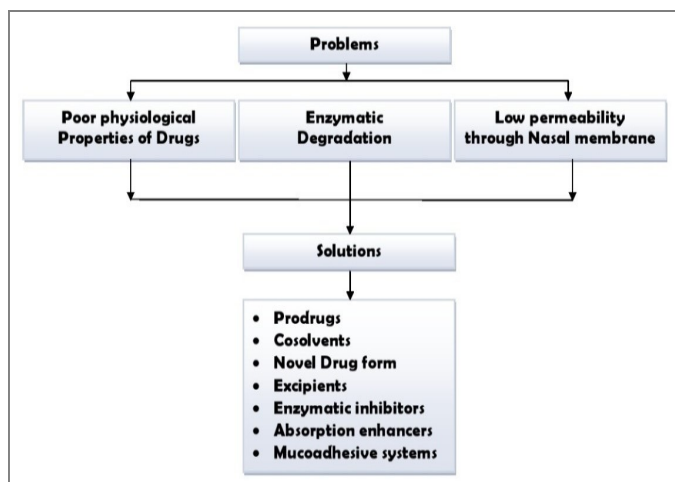 Problems
Poor physiological
Properties of Drugs
Enzymatic
Degradation
Low permeability
through Nasal membrane
Solutions
• Prodrugs
• Cosolvents
• Novel Drug form
• Excipients
• Enzymatic inhibitors
• Absorption enhancers
• Mucoadhesive systems